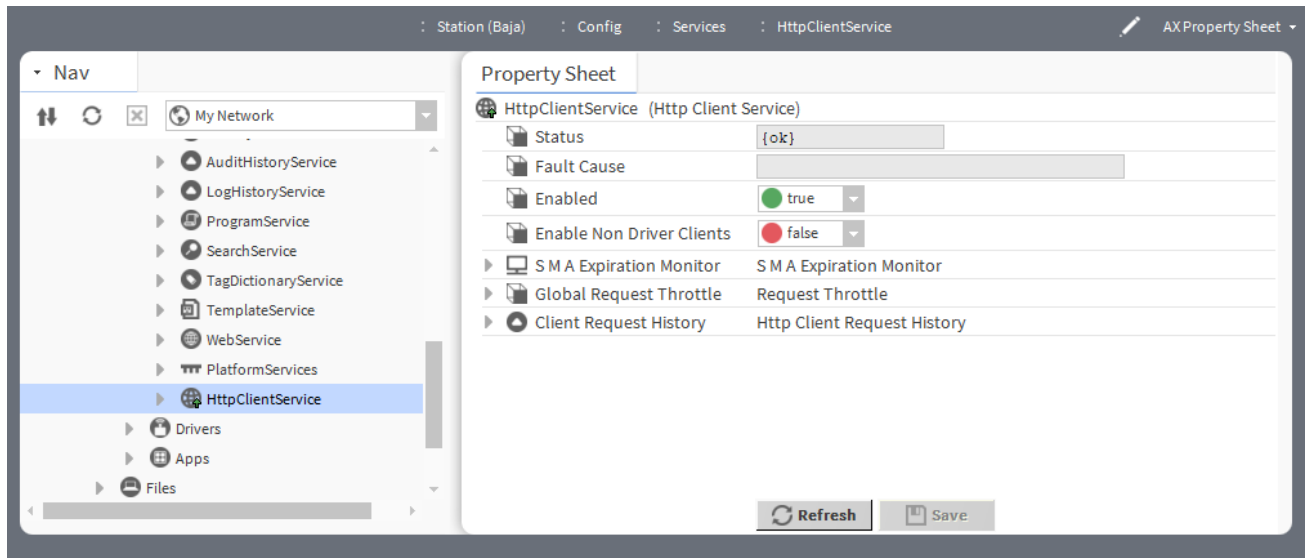 : Station (Baja) : Config : Services : HttpClientService AX Property Sheet
Nav
My Network
AuditHistoryService
LogHistoryService
ProgramService
SearchService
TagDictionaryService
TemplateService
WebService
PlatformServices
HttpClientService
Drivers
Apps
Files
Property Sheet
HttpClientService (Http Client Service)
Status {ok}
Fault Cause
Enabled true
Enable Non Driver Clients false
S M A Expiration Monitor S M A Expiration Monitor
Global Request Throttle Request Throttle
Client Request History Http Client Request History
Refresh Save